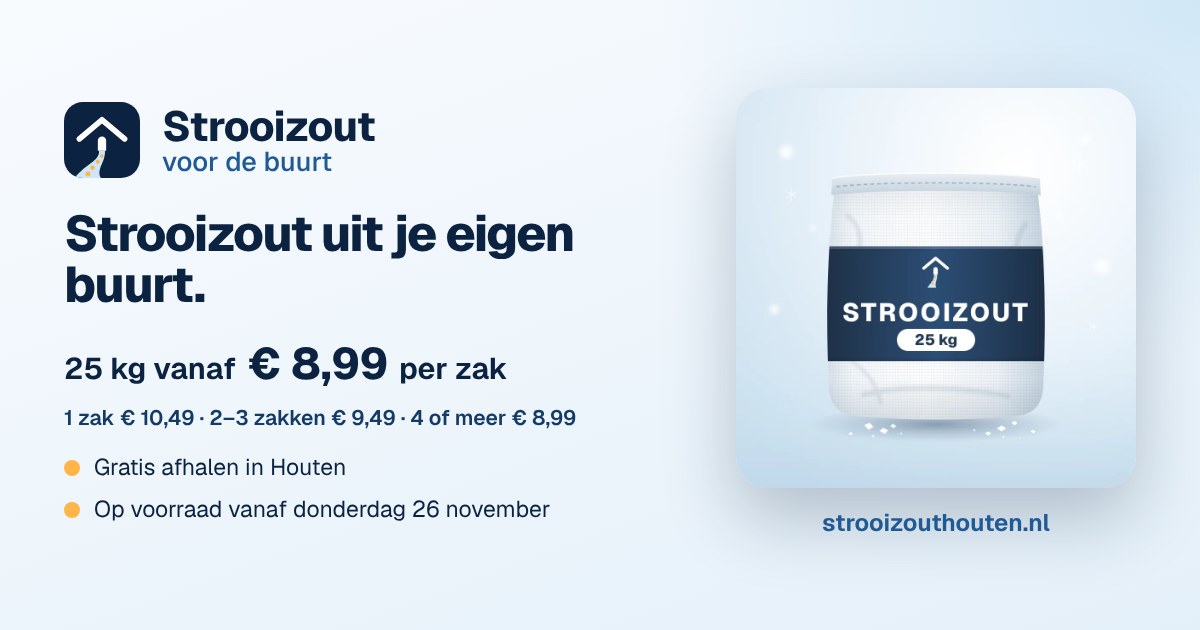 Strooizout
voor de buurt
Strooizout uit je eigen
buurt.
25 kg vanaf € 8,99 per zak
1 zak € 10,49 · 2–3 zakken € 9,49 · 4 of meer € 8,99
Gratis afhalen in Houten
Op voorraad vanaf donderdag 26 november
STROOIZOUT
25 kg
strooizouthouten.nl